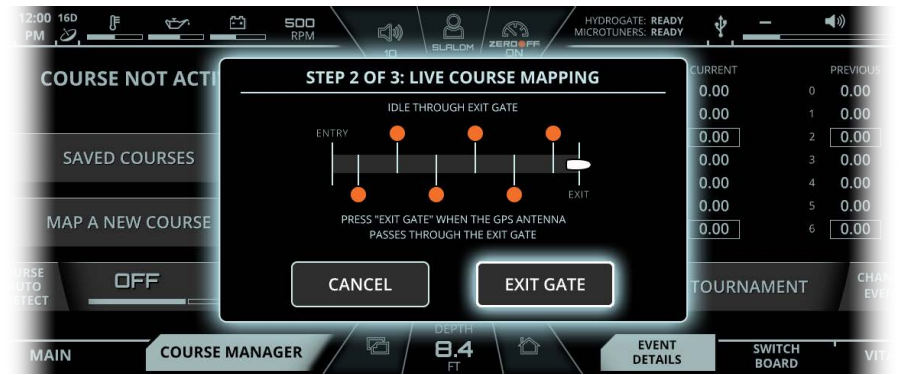 12:00 16D
PM
500
RPM
10
SLALOM
ZEROOFF
ON
HYDROGATE: READY
MICROTUNERS: READY
COURSE NOT ACTI
SAVED COURSES
MAP A NEW COURSE
OFF
STEP 2 OF 3: LIVE COURSE MAPPING
IDLE THROUGH EXIT GATE
ENTRY
EXIT
PRESS "EXIT GATE" WHEN THE GPS ANTENNA
PASSES THROUGH THE EXIT GATE
CANCEL
EXIT GATE
CURRENT PREVIOUS
0.00 0 0.00
0.00 1 0.00
0.00 2 0.00
0.00 3 0.00
0.00 4 0.00
0.00 5 0.00
0.00 6 0.00
TOURNAMENT
MAIN
COURSE MANAGER
DEPTH
8.4
FT
EVENT
DETAILS
SWITCH
BOARD